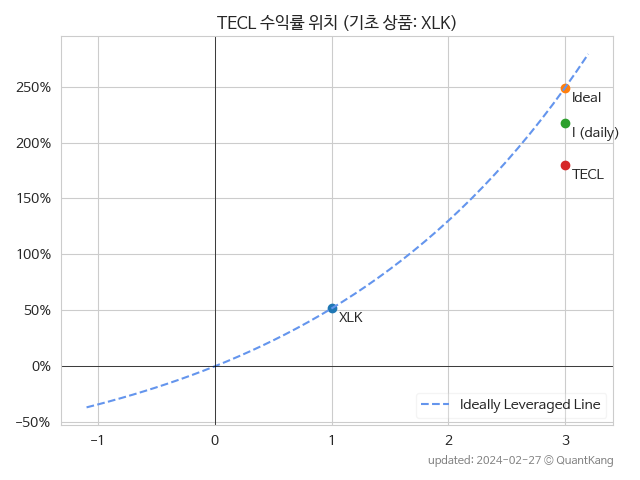 TECL 수익률 위치 (기초 상품: XLK)
250%
200%
150%
100%
50%
0%
−50%
Ideal
I (daily)
TECL
XLK
Ideally Leveraged Line
−1 0 1 2 3
updated: 2024-02-27 © QuantKang